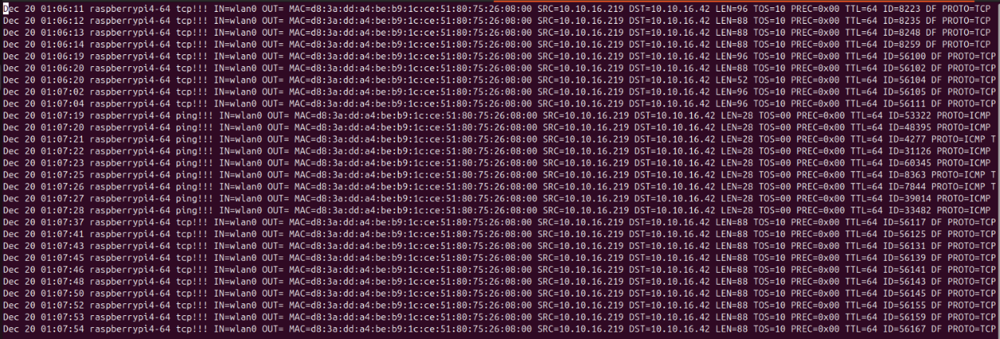 Dec 20 01:06:11 raspberrypi4-64 tcp!!! IN=wlan0 OUT= MAC=d8:3a:dd:a4:be:b9:1c:ce:51:80:75:26:08:00 SRC=10.10.16.219 DST=10.10.16.42 LEN=96 TOS=10 PREC=0x00 TTL=64 ID=8223 DF PROTO=TCP
Dec 20 01:06:12 raspberrypi4-64 tcp!!! IN=wlan0 OUT= MAC=d8:3a:dd:a4:be:b9:1c:ce:51:80:75:26:08:00 SRC=10.10.16.219 DST=10.10.16.42 LEN=88 TOS=10 PREC=0x00 TTL=64 ID=8235 DF PROTO=TCP
Dec 20 01:06:13 raspberrypi4-64 tcp!!! IN=wlan0 OUT= MAC=d8:3a:dd:a4:be:b9:1c:ce:51:80:75:26:08:00 SRC=10.10.16.219 DST=10.10.16.42 LEN=88 TOS=10 PREC=0x00 TTL=64 ID=8248 DF PROTO=TCP
Dec 20 01:06:14 raspberrypi4-64 tcp!!! IN=wlan0 OUT= MAC=d8:3a:dd:a4:be:b9:1c:ce:51:80:75:26:08:00 SRC=10.10.16.219 DST=10.10.16.42 LEN=88 TOS=10 PREC=0x00 TTL=64 ID=8259 DF PROTO=TCP
Dec 20 01:06:19 raspberrypi4-64 tcp!!! IN=wlan0 OUT= MAC=d8:3a:dd:a4:be:b9:1c:ce:51:80:75:26:08:00 SRC=10.10.16.219 DST=10.10.16.42 LEN=96 TOS=10 PREC=0x00 TTL=64 ID=56100 DF PROTO=TCP
Dec 20 01:06:20 raspberrypi4-64 tcp!!! IN=wlan0 OUT= MAC=d8:3a:dd:a4:be:b9:1c:ce:51:80:75:26:08:00 SRC=10.10.16.219 DST=10.10.16.42 LEN=88 TOS=10 PREC=0x00 TTL=64 ID=56102 DF PROTO=TCP
Dec 20 01:06:20 raspberrypi4-64 tcp!!! IN=wlan0 OUT= MAC=d8:3a:dd:a4:be:b9:1c:ce:51:80:75:26:08:00 SRC=10.10.16.219 DST=10.10.16.42 LEN=52 TOS=10 PREC=0x00 TTL=64 ID=56104 DF PROTO=TCP
Dec 20 01:07:02 raspberrypi4-64 tcp!!! IN=wlan0 OUT= MAC=d8:3a:dd:a4:be:b9:1c:ce:51:80:75:26:08:00 SRC=10.10.16.219 DST=10.10.16.42 LEN=96 TOS=10 PREC=0x00 TTL=64 ID=56105 DF PROTO=TCP
Dec 20 01:07:04 raspberrypi4-64 tcp!!! IN=wlan0 OUT= MAC=d8:3a:dd:a4:be:b9:1c:ce:51:80:75:26:08:00 SRC=10.10.16.219 DST=10.10.16.42 LEN=96 TOS=10 PREC=0x00 TTL=64 ID=56111 DF PROTO=TCP
Dec 20 01:07:19 raspberrypi4-64 ping!!! IN=wlan0 OUT= MAC=d8:3a:dd:a4:be:b9:1c:ce:51:80:75:26:08:00 SRC=10.10.16.219 DST=10.10.16.42 LEN=28 TOS=00 PREC=0x00 TTL=64 ID=53322 PROTO=ICMP
Dec 20 01:07:20 raspberrypi4-64 ping!!! IN=wlan0 OUT= MAC=d8:3a:dd:a4:be:b9:1c:ce:51:80:75:26:08:00 SRC=10.10.16.219 DST=10.10.16.42 LEN=28 TOS=00 PREC=0x00 TTL=64 ID=48395 PROTO=ICMP
Dec 20 01:07:21 raspberrypi4-64 ping!!! IN=wlan0 OUT= MAC=d8:3a:dd:a4:be:b9:1c:ce:51:80:75:26:08:00 SRC=10.10.16.219 DST=10.10.16.42 LEN=28 TOS=00 PREC=0x00 TTL=64 ID=4277 PROTO=ICMP T
Dec 20 01:07:22 raspberrypi4-64 ping!!! IN=wlan0 OUT= MAC=d8:3a:dd:a4:be:b9:1c:ce:51:80:75:26:08:00 SRC=10.10.16.219 DST=10.10.16.42 LEN=28 TOS=00 PREC=0x00 TTL=64 ID=31126 PROTO=ICMP
Dec 20 01:07:23 raspberrypi4-64 ping!!! IN=wlan0 OUT= MAC=d8:3a:dd:a4:be:b9:1c:ce:51:80:75:26:08:00 SRC=10.10.16.219 DST=10.10.16.42 LEN=28 TOS=00 PREC=0x00 TTL=64 ID=60345 PROTO=ICMP
Dec 20 01:07:25 raspberrypi4-64 ping!!! IN=wlan0 OUT= MAC=d8:3a:dd:a4:be:b9:1c:ce:51:80:75:26:08:00 SRC=10.10.16.219 DST=10.10.16.42 LEN=28 TOS=00 PREC=0x00 TTL=64 ID=8363 PROTO=ICMP T
Dec 20 01:07:26 raspberrypi4-64 ping!!! IN=wlan0 OUT= MAC=d8:3a:dd:a4:be:b9:1c:ce:51:80:75:26:08:00 SRC=10.10.16.219 DST=10.10.16.42 LEN=28 TOS=00 PREC=0x00 TTL=64 ID=7844 PROTO=ICMP T
Dec 20 01:07:27 raspberrypi4-64 ping!!! IN=wlan0 OUT= MAC=d8:3a:dd:a4:be:b9:1c:ce:51:80:75:26:08:00 SRC=10.10.16.219 DST=10.10.16.42 LEN=28 TOS=00 PREC=0x00 TTL=64 ID=39014 PROTO=ICMP
Dec 20 01:07:28 raspberrypi4-64 ping!!! IN=wlan0 OUT= MAC=d8:3a:dd:a4:be:b9:1c:ce:51:80:75:26:08:00 SRC=10.10.16.219 DST=10.10.16.42 LEN=28 TOS=00 PREC=0x00 TTL=64 ID=33482 PROTO=ICMP
Dec 20 01:07:37 raspberrypi4-64 tcp!!! IN=wlan0 OUT= MAC=d8:3a:dd:a4:be:b9:1c:ce:51:80:75:26:08:00 SRC=10.10.16.219 DST=10.10.16.42 LEN=88 TOS=10 PREC=0x00 TTL=64 ID=56117 DF PROTO=TCP
Dec 20 01:07:41 raspberrypi4-64 tcp!!! IN=wlan0 OUT= MAC=d8:3a:dd:a4:be:b9:1c:ce:51:80:75:26:08:00 SRC=10.10.16.219 DST=10.10.16.42 LEN=88 TOS=10 PREC=0x00 TTL=64 ID=56125 DF PROTO=TCP
Dec 20 01:07:43 raspberrypi4-64 tcp!!! IN=wlan0 OUT= MAC=d8:3a:dd:a4:be:b9:1c:ce:51:80:75:26:08:00 SRC=10.10.16.219 DST=10.10.16.42 LEN=88 TOS=10 PREC=0x00 TTL=64 ID=56131 DF PROTO=TCP
Dec 20 01:07:45 raspberrypi4-64 tcp!!! IN=wlan0 OUT= MAC=d8:3a:dd:a4:be:b9:1c:ce:51:80:75:26:08:00 SRC=10.10.16.219 DST=10.10.16.42 LEN=88 TOS=10 PREC=0x00 TTL=64 ID=56139 DF PROTO=TCP
Dec 20 01:07:46 raspberrypi4-64 tcp!!! IN=wlan0 OUT= MAC=d8:3a:dd:a4:be:b9:1c:ce:51:80:75:26:08:00 SRC=10.10.16.219 DST=10.10.16.42 LEN=88 TOS=10 PREC=0x00 TTL=64 ID=56141 DF PROTO=TCP
Dec 20 01:07:48 raspberrypi4-64 tcp!!! IN=wlan0 OUT= MAC=d8:3a:dd:a4:be:b9:1c:ce:51:80:75:26:08:00 SRC=10.10.16.219 DST=10.10.16.42 LEN=88 TOS=10 PREC=0x00 TTL=64 ID=56143 DF PROTO=TCP
Dec 20 01:07:50 raspberrypi4-64 tcp!!! IN=wlan0 OUT= MAC=d8:3a:dd:a4:be:b9:1c:ce:51:80:75:26:08:00 SRC=10.10.16.219 DST=10.10.16.42 LEN=88 TOS=10 PREC=0x00 TTL=64 ID=56145 DF PROTO=TCP
Dec 20 01:07:52 raspberrypi4-64 tcp!!! IN=wlan0 OUT= MAC=d8:3a:dd:a4:be:b9:1c:ce:51:80:75:26:08:00 SRC=10.10.16.219 DST=10.10.16.42 LEN=88 TOS=10 PREC=0x00 TTL=64 ID=56155 DF PROTO=TCP
Dec 20 01:07:53 raspberrypi4-64 tcp!!! IN=wlan0 OUT= MAC=d8:3a:dd:a4:be:b9:1c:ce:51:80:75:26:08:00 SRC=10.10.16.219 DST=10.10.16.42 LEN=88 TOS=10 PREC=0x00 TTL=64 ID=56159 DF PROTO=TCP
Dec 20 01:07:54 raspberrypi4-64 tcp!!! IN=wlan0 OUT= MAC=d8:3a:dd:a4:be:b9:1c:ce:51:80:75:26:08:00 SRC=10.10.16.219 DST=10.10.16.42 LEN=88 TOS=10 PREC=0x00 TTL=64 ID=56167 DF PROTO=TCP